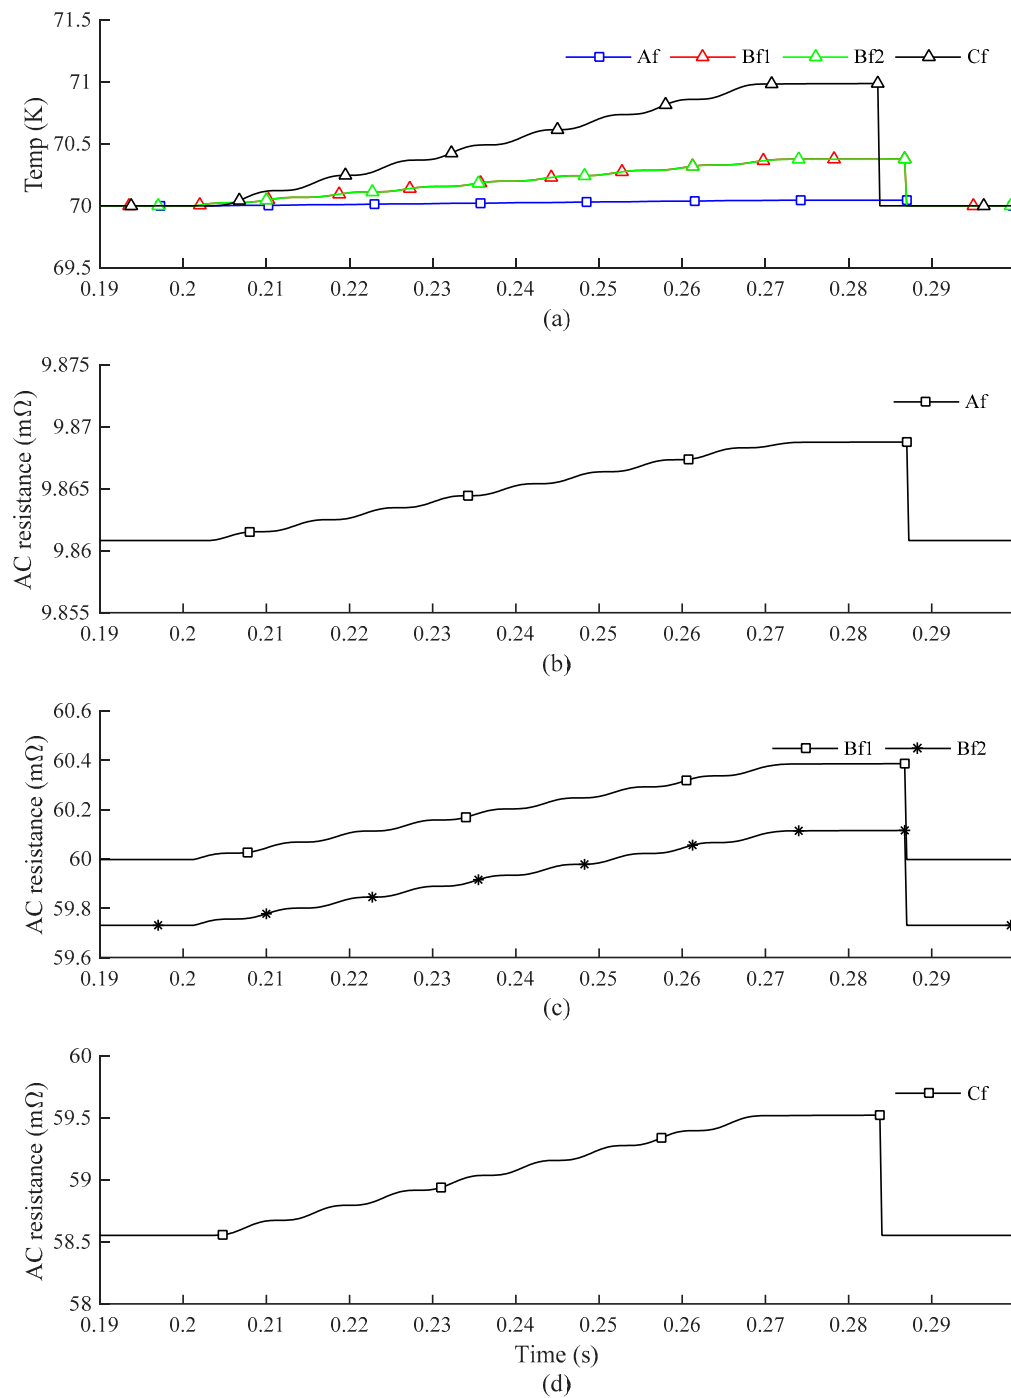 71.5
Af Bf1 Bf2 Cf
71
Temp (K)
70.5
70
69.5
0.19 0.2 0.21 0.22 0.23 0.24 0.25 0.26 0.27 0.28 0.29
(a)
9.875
Af
9.87
AC resistance (mΩ)
9.865
9.86
9.855
0.19 0.2 0.21 0.22 0.23 0.24 0.25 0.26 0.27 0.28 0.29
(b)
60.6
Bf1 Bf2
60.4
AC resistance (mΩ)
60.2
60
59.8
59.6
0.19 0.2 0.21 0.22 0.23 0.24 0.25 0.26 0.27 0.28 0.29
(c)
60
Cf
59.5
AC resistance (mΩ)
59
58.5
58
0.19 0.2 0.21 0.22 0.23 0.24 0.25 0.26 0.27 0.28 0.29
Time (s)
(d)